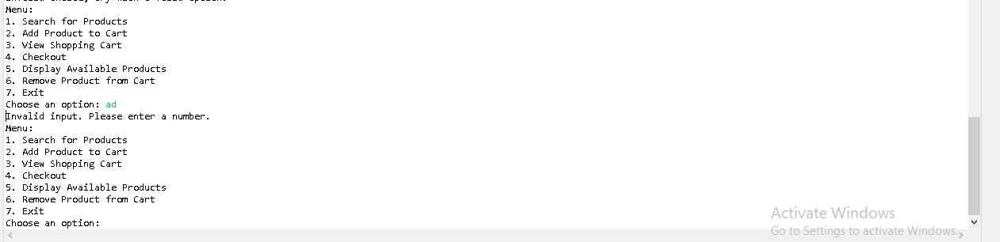 Menu:
1. Search for Products
2. Add Product to Cart
3. View Shopping Cart
4. Checkout
5. Display Available Products
6. Remove Product from Cart
7. Exit
Choose an option: ad
Invalid input. Please enter a number.
Menu:
1. Search for Products
2. Add Product to Cart
3. View Shopping Cart
4. Checkout
5. Display Available Products
6. Remove Product from Cart
7. Exit
Choose an option:
Activate Windows
Go to Settings to activate Windows.